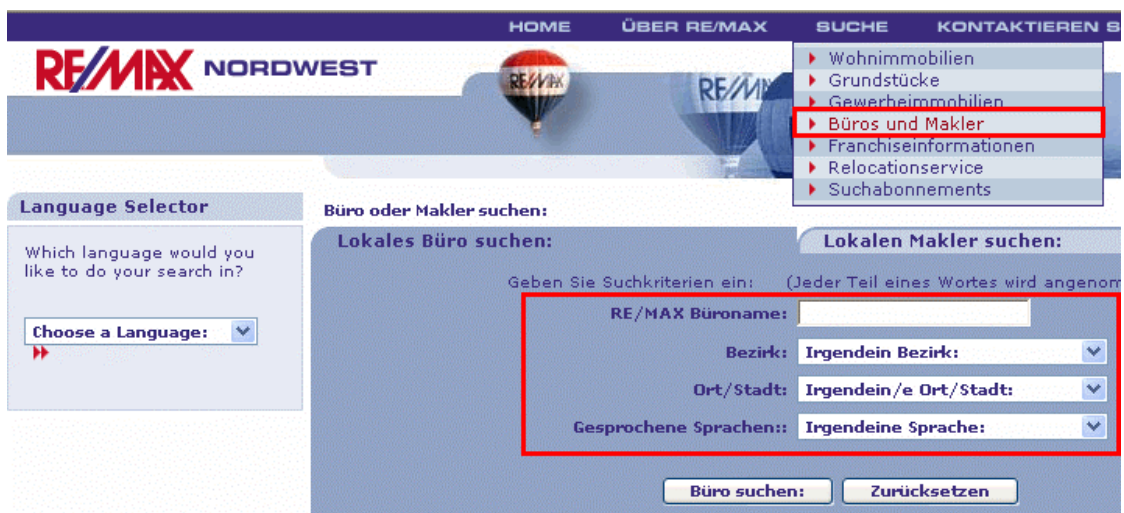 HOME ÜBER RE/MAX SUCHE KONTAKTIEREN S
RE/MAX NORDWEST
RE/MAX
Wohnimmobilien
Grundstücke
Gewerbeimmobilien
Büros und Makler
Franchiseinformationen
Relocationservice
Suchabonnements
Language Selector
Which language would you
like to do your search in?
Choose a Language:
Büro oder Makler suchen:
Lokales Büro suchen: Lokalen Makler suchen:
Geben Sie Suchkriterien ein: (Jeder Teil eines Wortes wird angenom
RE/MAX Büroname:
Bezirk: Irgendein Bezirk:
Ort/Stadt: Irgendein/e Ort/Stadt:
Gesprochene Sprachen:: Irgendeine Sprache:
Büro suchen: Zurücksetzen